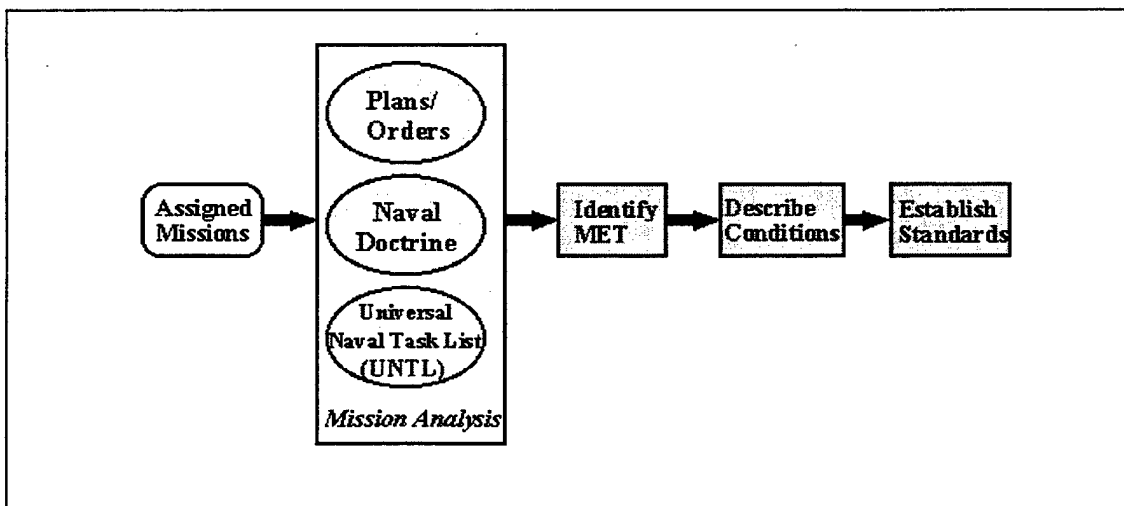 Assigned
Missions
Plans/
Orders
Naval
Doctrine
Universal
Naval Task List
(UNTL)
Mission Analysis
Identify
MET
Describe
Conditions
Establish
Standards